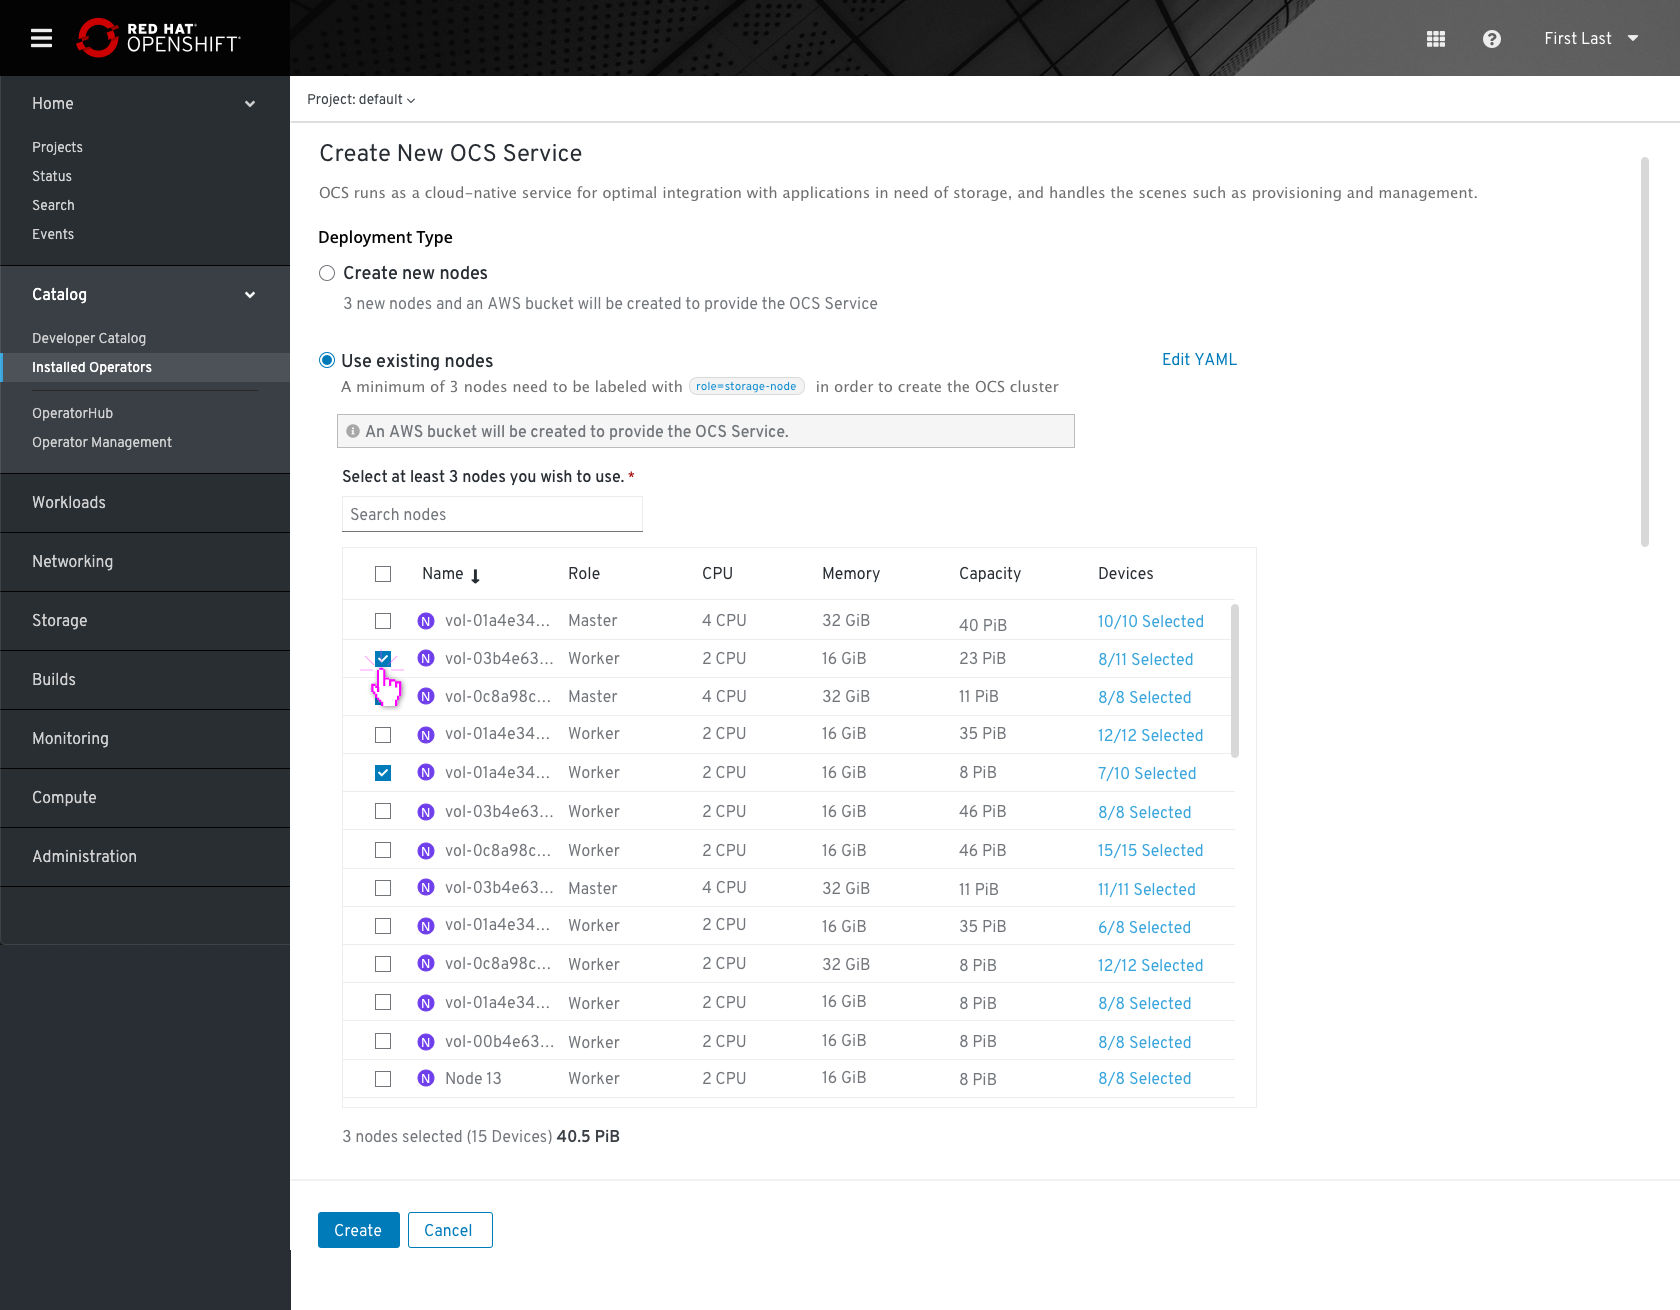 RED HAT
OPENSHIFT
First Last
Home
Projects
Status
Search
Events
Catalog
Developer Catalog
Installed Operators
OperatorHub
Operator Management
Workloads
Networking
Storage
Builds
Monitoring
Compute
Administration
Project: default
Create New OCS Service
OCS runs as a cloud-native service for optimal integration with applications in need of storage, and handles the scenes such as provisioning and management.
Deployment Type
Create new nodes
3 new nodes and an AWS bucket will be created to provide the OCS Service
Use existing nodes Edit YAML
A minimum of 3 nodes need to be labeled with role=storage-node in order to create the OCS cluster
An AWS bucket will be created to provide the OCS Service.
Select at least 3 nodes you wish to use. *
Search nodes
Name Role CPU Memory Capacity Devices
N vol-01a4e34... Master 4 CPU 32 GiB 40 PiB 10/10 Selected
N vol-03b4e63... Worker 2 CPU 16 GiB 23 PiB 8/11 Selected
N vol-0c8a98c... Master 4 CPU 32 GiB 11 PiB 8/8 Selected
N vol-01a4e34... Worker 2 CPU 16 GiB 35 PiB 12/12 Selected
N vol-01a4e34... Worker 2 CPU 16 GiB 8 PiB 7/10 Selected
N vol-03b4e63... Worker 2 CPU 16 GiB 46 PiB 8/8 Selected
N vol-0c8a98c... Worker 2 CPU 16 GiB 46 PiB 15/15 Selected
N vol-03b4e63... Master 4 CPU 32 GiB 11 PiB 11/11 Selected
N vol-01a4e34... Worker 2 CPU 16 GiB 35 PiB 6/8 Selected
N vol-0c8a98c... Worker 2 CPU 32 GiB 8 PiB 12/12 Selected
N vol-01a4e34... Worker 2 CPU 16 GiB 8 PiB 8/8 Selected
N vol-00b4e63... Worker 2 CPU 16 GiB 8 PiB 8/8 Selected
N Node 13 Worker 2 CPU 16 GiB 8 PiB 8/8 Selected
3 nodes selected (15 Devices) 40.5 PiB
Create Cancel